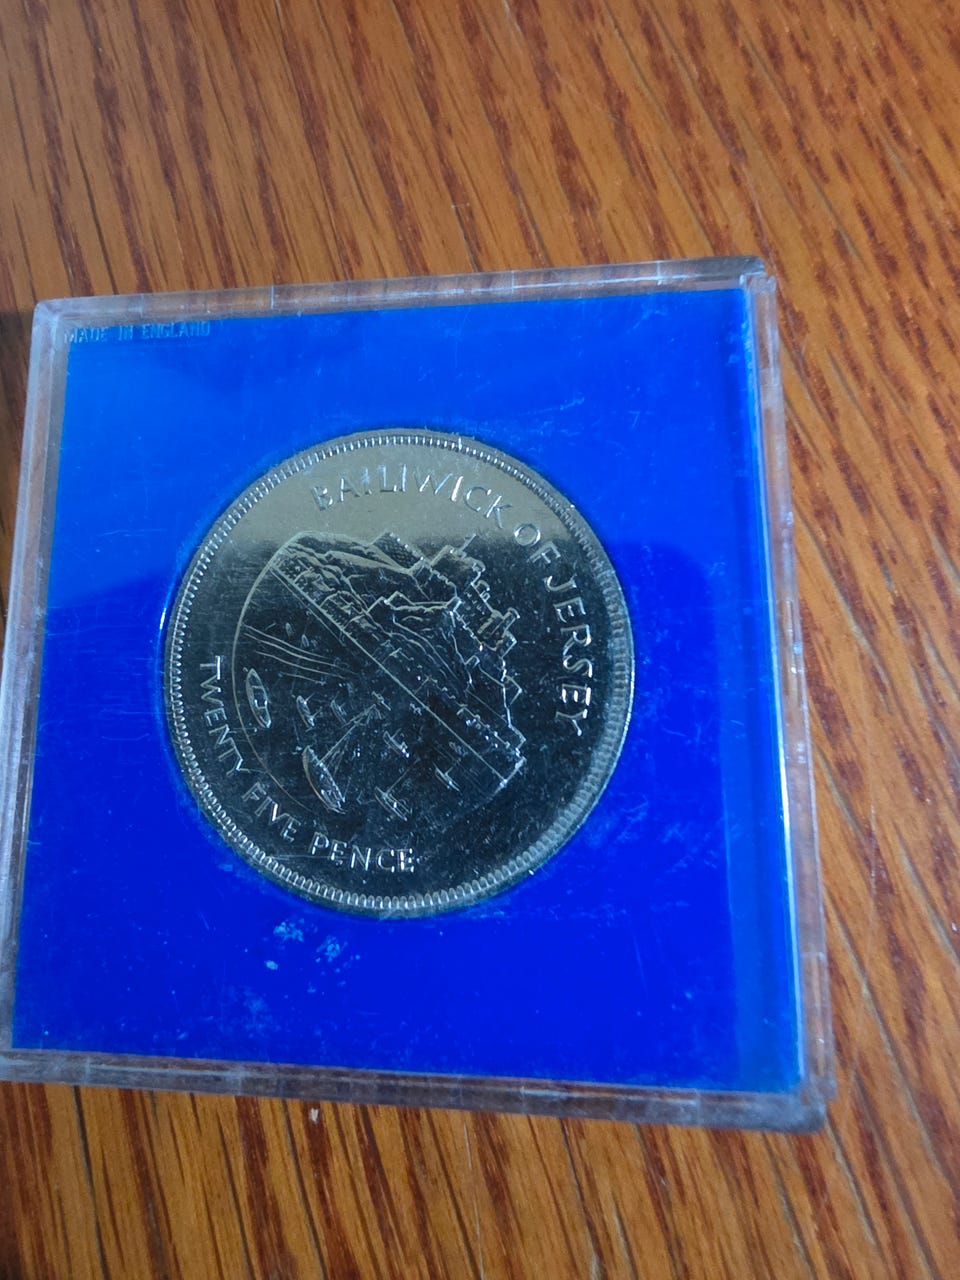 MADE IN ENGLAND
BAILIWICK OF JERSEY
TWENTY FIVE PENCE